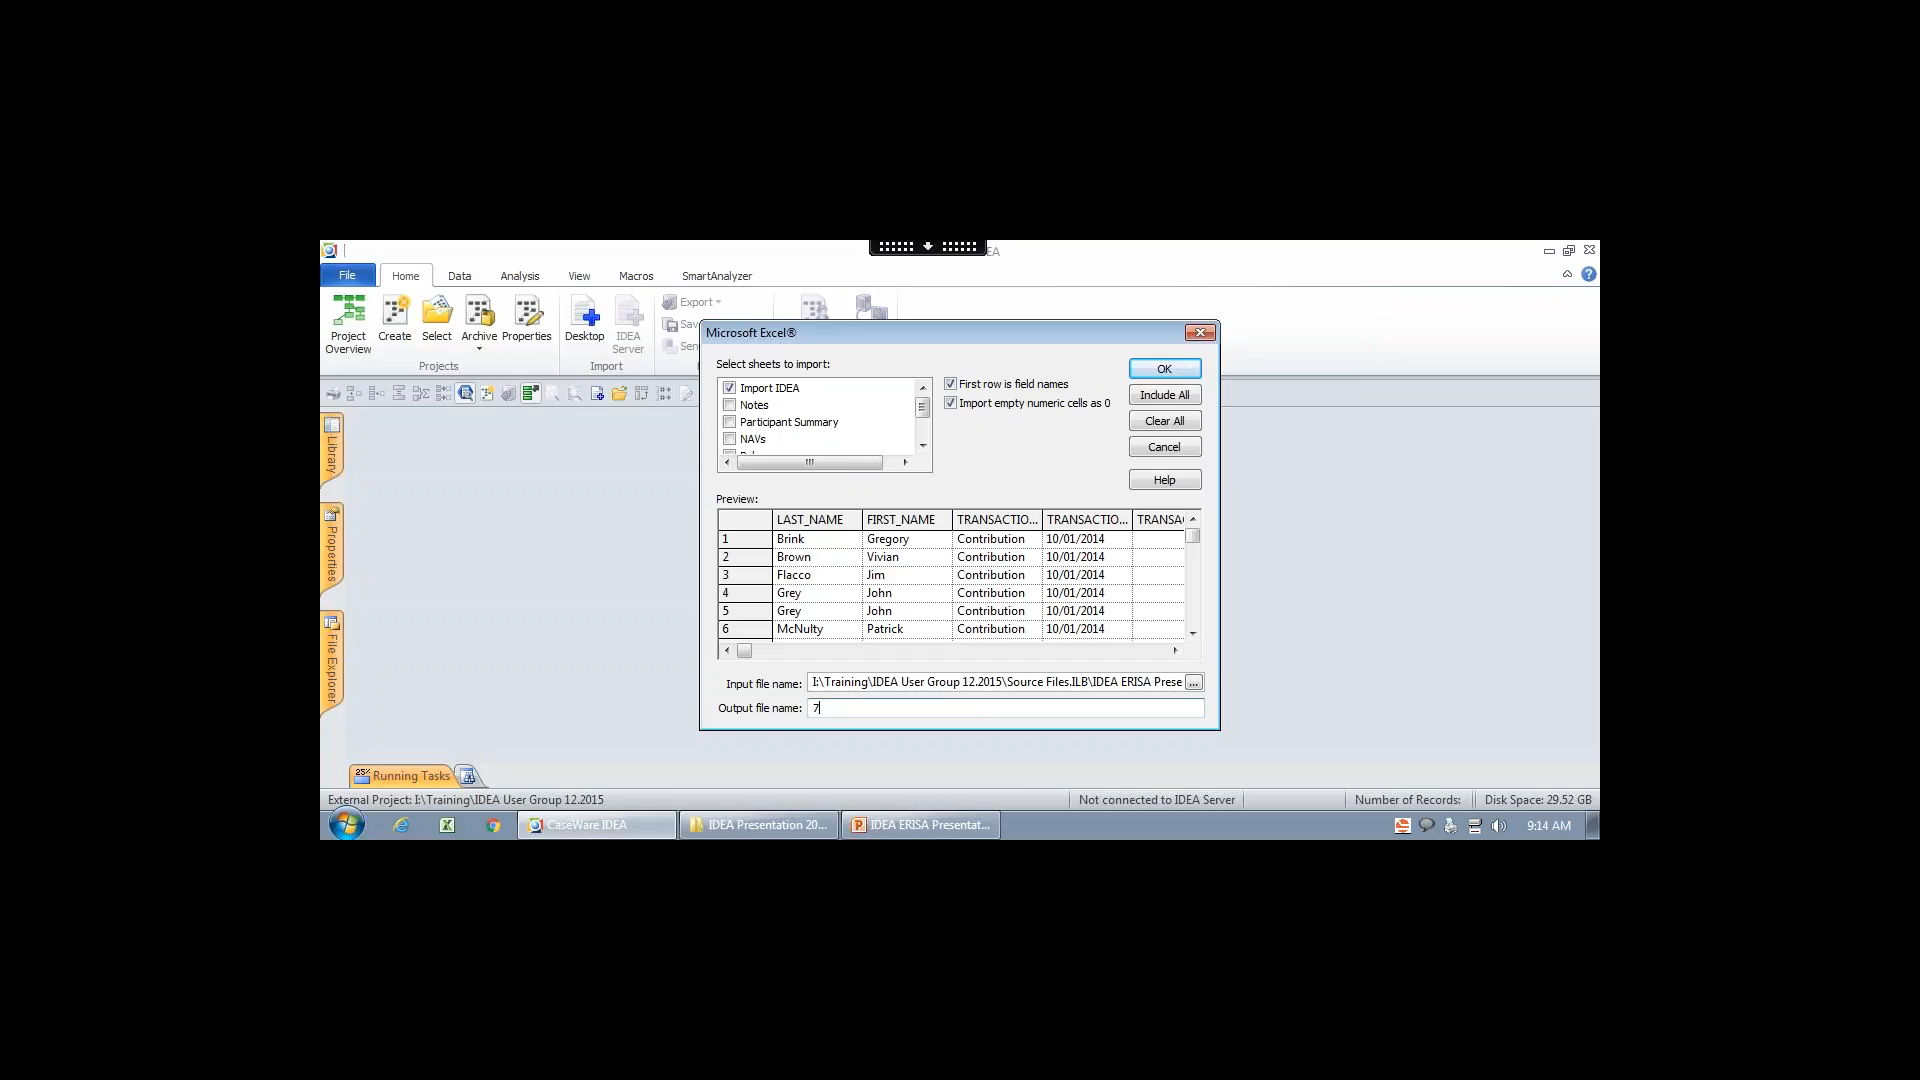 EA
File Home Data Analysis View Macros SmartAnalyzer
Project Overview
Create
Select
Archive
Properties
Desktop
IDEA Server
Export
Projects
Import
Library
Properties
File Explorer
Microsoft Excel®
Select sheets to import:
Import IDEA
Notes
Participant Summary
NAVs
First row is field names
Import empty numeric cells as 0
OK
Include All
Clear All
Cancel
Help
Preview:
LAST_NAME FIRST_NAME TRANSACTIO... TRANSACTIO... TRANSA
1 Brink Gregory Contribution 10/01/2014
2 Brown Vivian Contribution 10/01/2014
3 Flacco Jim Contribution 10/01/2014
4 Grey John Contribution 10/01/2014
5 Grey John Contribution 10/01/2014
6 McNulty Patrick Contribution 10/01/2014
Input file name: I:\Training\IDEA User Group 12.2015\Source Files.ILB\IDEA ERISA Prese ...
Output file name: 7
25% Running Tasks
External Project: I:\Training\IDEA User Group 12.2015 Not connected to IDEA Server Number of Records: Disk Space: 29.52 GB
CaseWare IDEA IDEA Presentation 20... IDEA ERISA Presentat... 9:14 AM